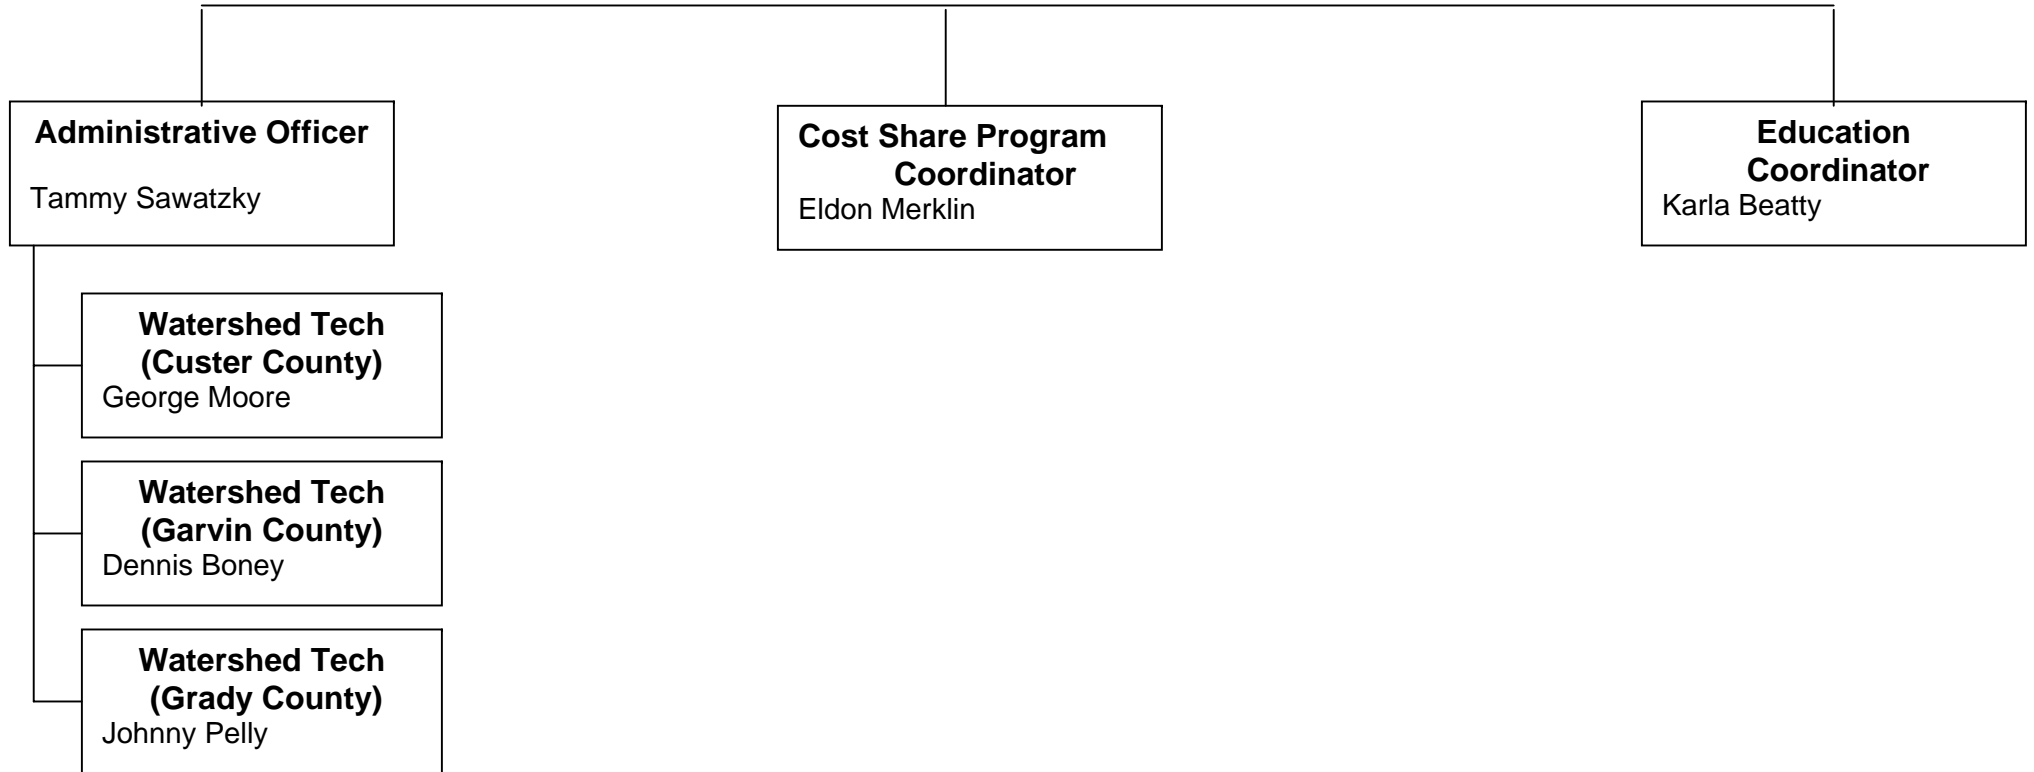 Administrative Officer
Tammy Sawatzky
Cost Share Program
Coordinator
Eldon Merklin
Education
Coordinator
Karla Beatty
Watershed Tech
(Custer County)
George Moore
Watershed Tech
(Garvin County)
Dennis Boney
Watershed Tech
(Grady County)
Johnny Pelly